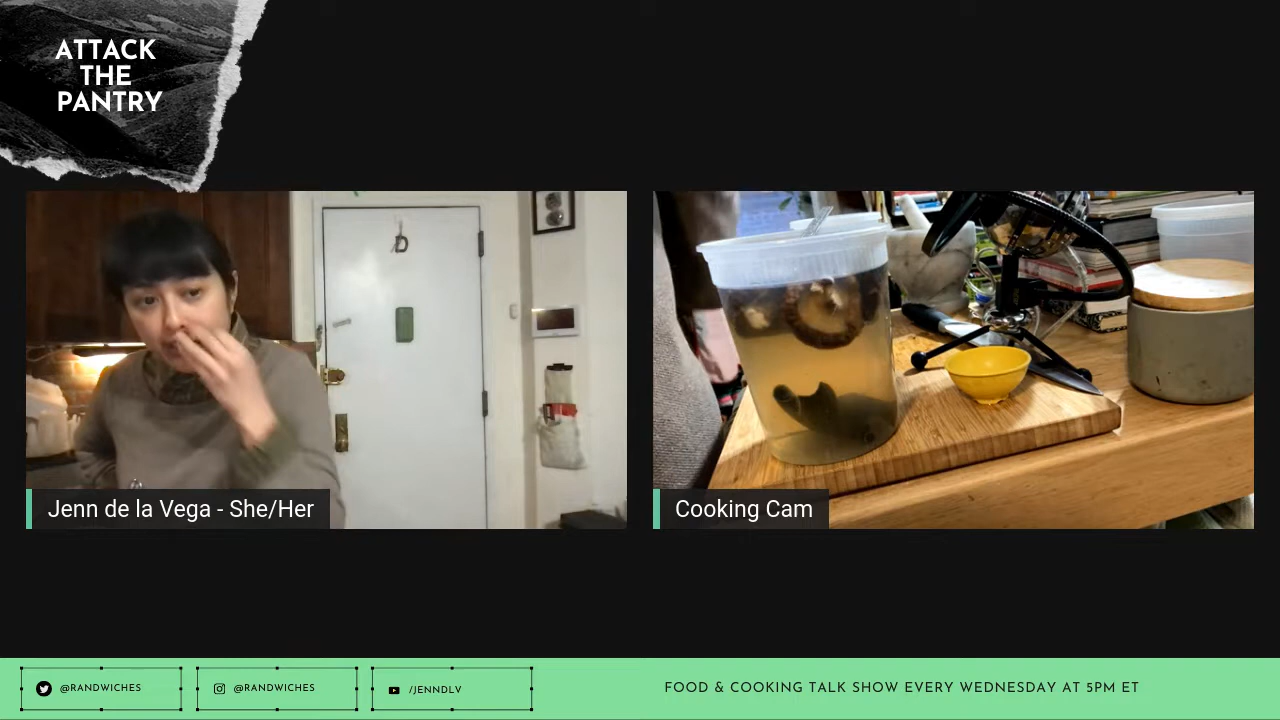 ATTACK
THE
PANTRY
D
Jenn de la Vega - She/Her
Cooking Cam
@RANDWICHES
@RANDWICHES
/JENNDLV
FOOD & COOKING TALK SHOW EVERY WEDNESDAY AT 5PM ET